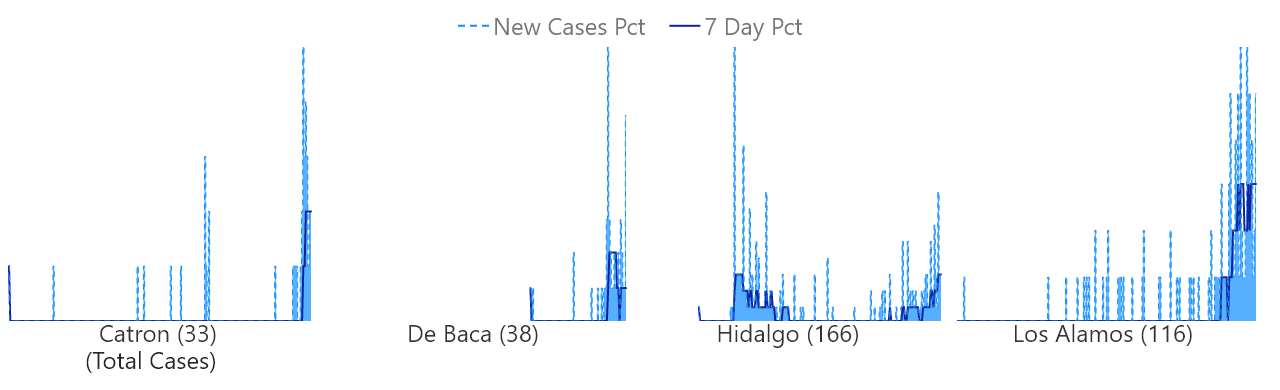 New Cases Pct 7 Day Pct
Catron (33) De Baca (38) Hidalgo (166) Los Alamos (116)
(Total Cases)